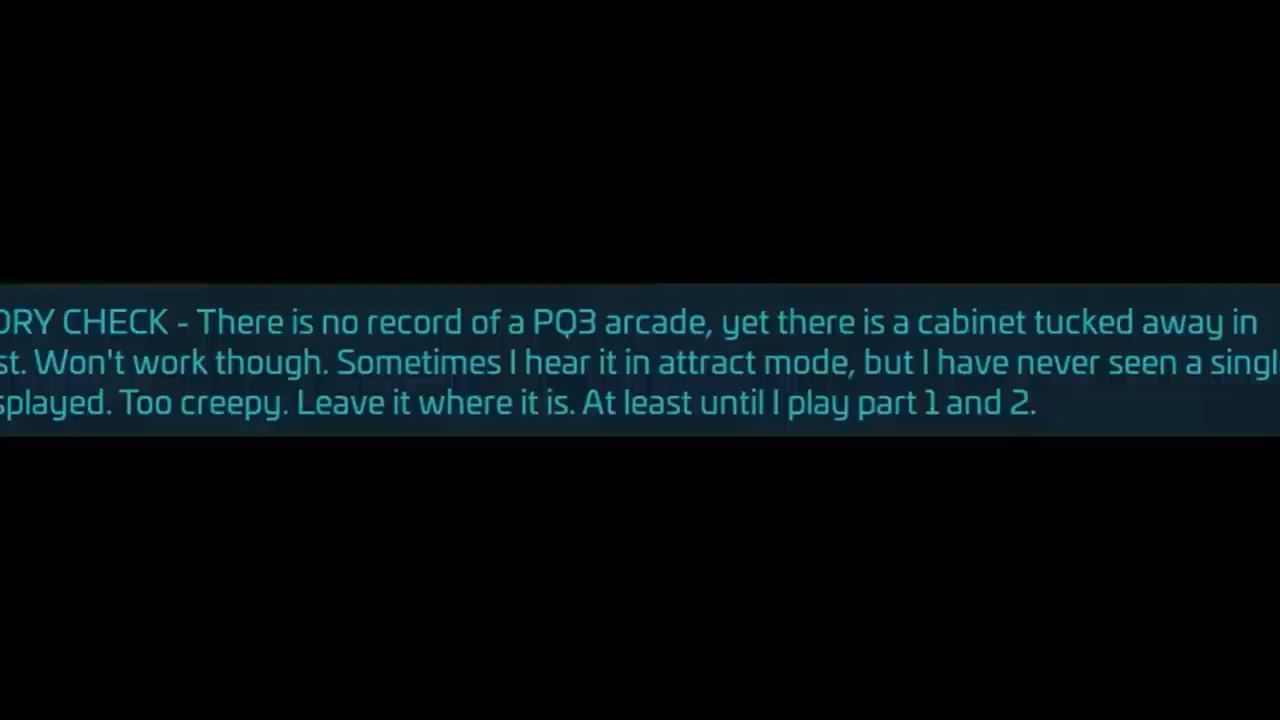 ORY CHECK - There is no record of a PQ3 arcade, yet there is a cabinet tucked away in
st. Won't work though. Sometimes I hear it in attract mode, but I have never seen a singl
splayed. Too creepy. Leave it where it is. At least until I play part 1 and 2.